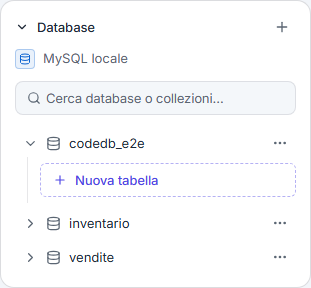 Database
MySQL locale
Cerca database o collezioni...
codedb_e2e
Nuova tabella
inventario
vendite